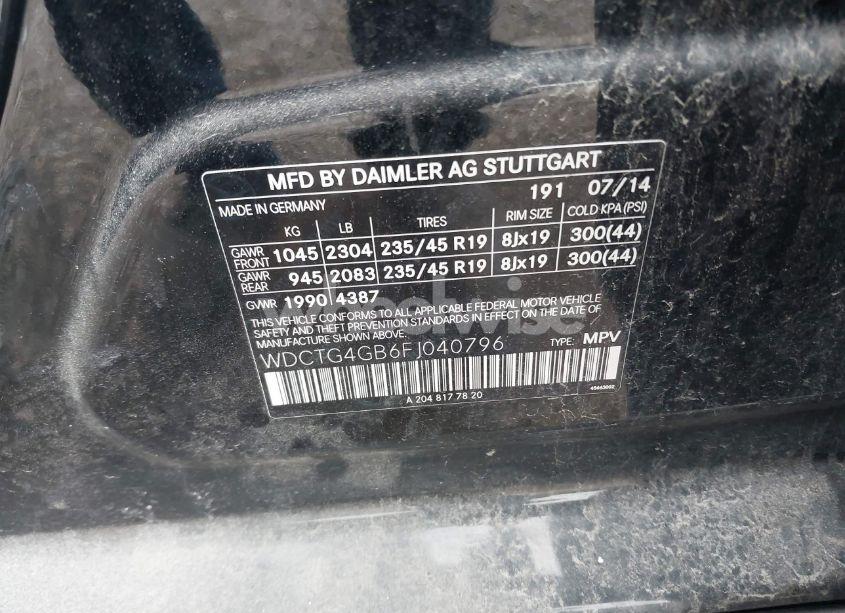 MFD BY DAIMLER AG STUTTGART
191 07/14
MADE IN GERMANY
KG LB TIRES RIM SIZE COLD KPA (PSI)
GAWR FRONT 1045 2304 235/45 R19 8Jx19 300(44)
GAWR REAR 945 2083 235/45 R19 8Jx19 300(44)
GVWR 1990 4387
THIS VEHICLE CONFORMS TO ALL APPLICABLE FEDERAL MOTOR VEHICLE
SAFETY AND THEFT PREVENTION STANDARDS IN EFFECT ON THE DATE OF
MANUFACTURE SHOWN ABOVE.
WDCTG4GB6FJ040796 TYPE: MPV
A 204 817 78 20